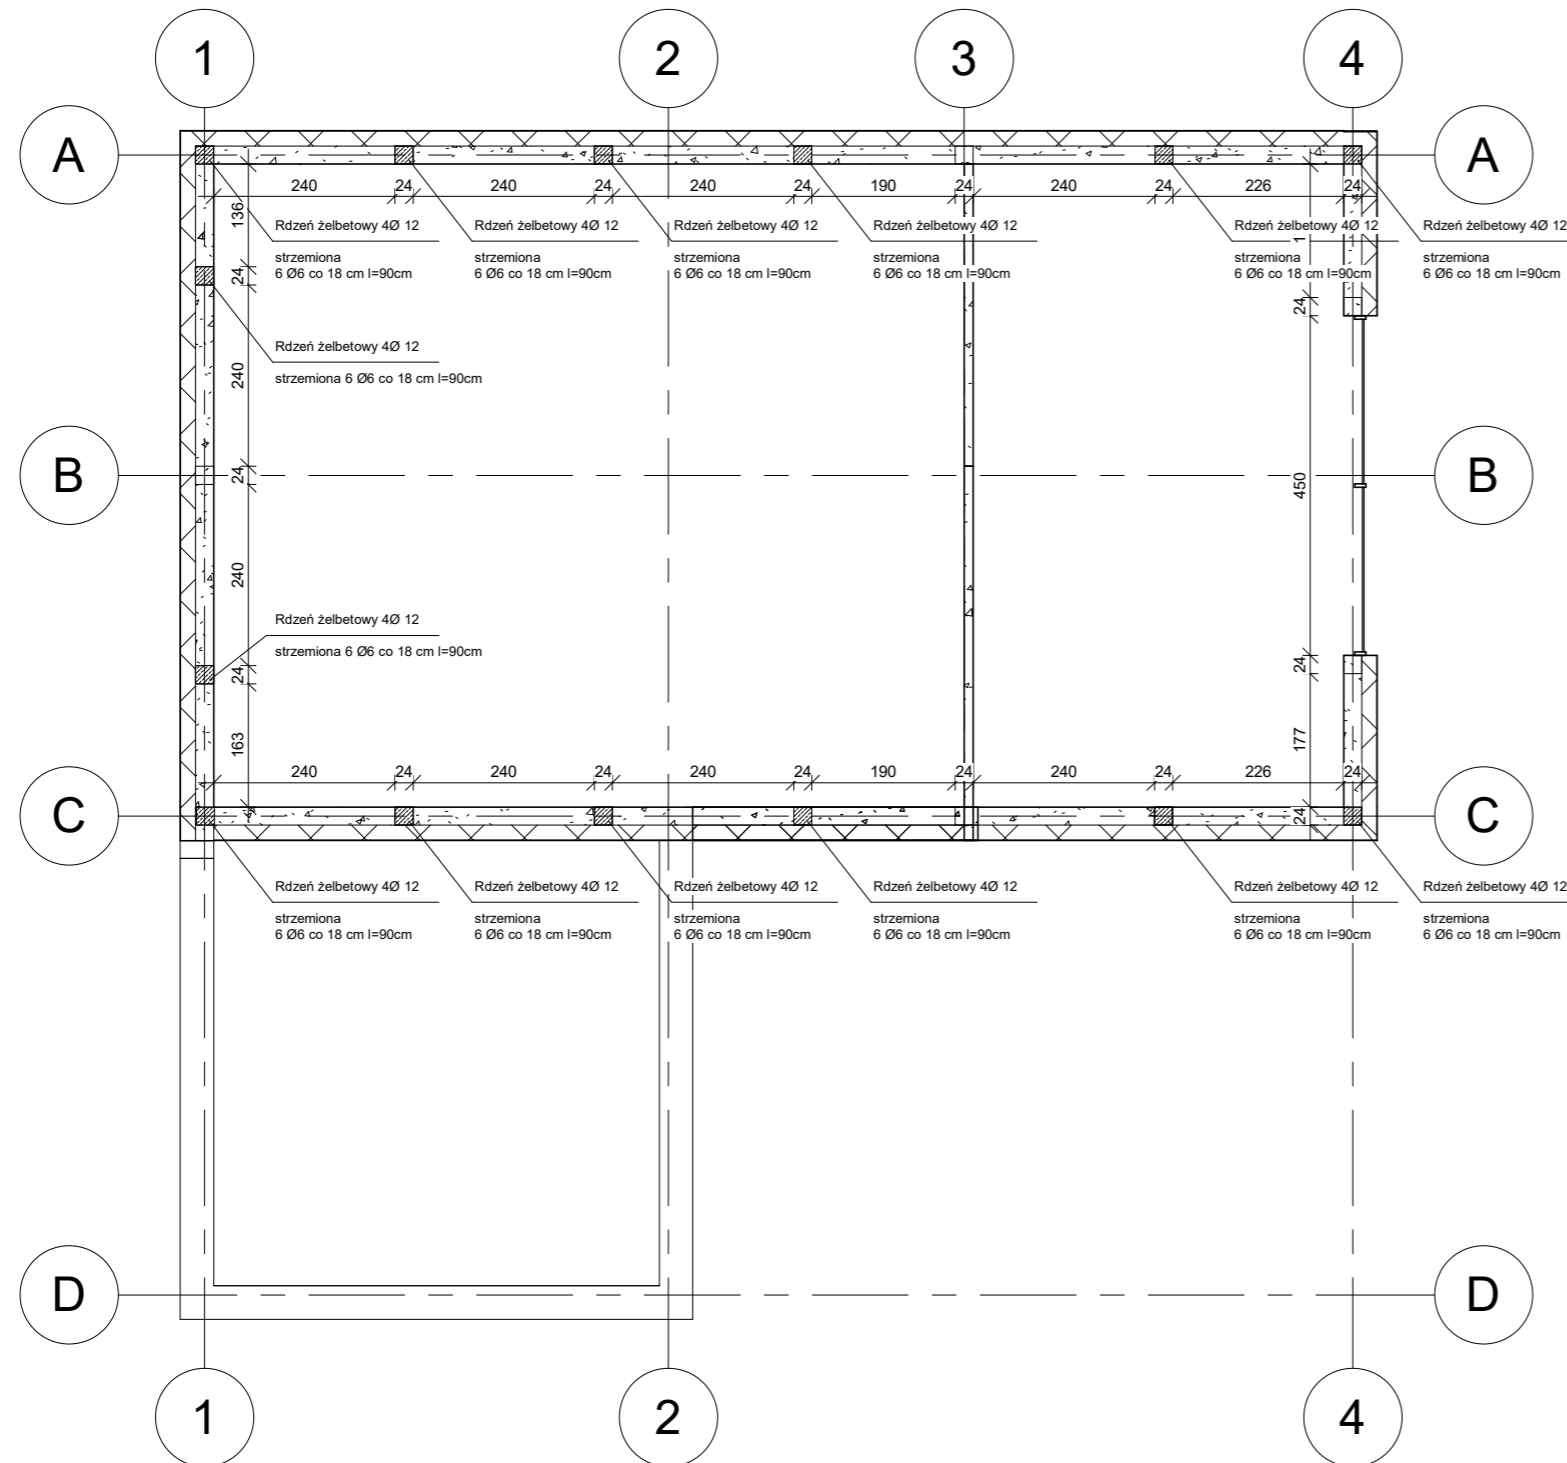 1
2
3
4
A
A
240
24
240
24
240
24
190
24
240
24
226
24
136
Rdzeń żelbetowy 4Ø 12
strzemiona
6 Ø6 co 18 cm l=90cm
Rdzeń żelbetowy 4Ø 12
strzemiona
6 Ø6 co 18 cm l=90cm
Rdzeń żelbetowy 4Ø 12
strzemiona
6 Ø6 co 18 cm l=90cm
Rdzeń żelbetowy 4Ø 12
strzemiona
6 Ø6 co 18 cm l=90cm
Rdzeń żelbetowy 4Ø 12
strzemiona
6 Ø6 co 18 cm l=90cm
Rdzeń żelbetowy 4Ø 12
strzemiona
6 Ø6 co 18 cm l=90cm
24
24
Rdzeń żelbetowy 4Ø 12
strzemiona 6 Ø6 co 18 cm l=90cm
240
B
24
450
B
240
Rdzeń żelbetowy 4Ø 12
strzemiona 6 Ø6 co 18 cm l=90cm
24
24
163
177
240
24
240
24
240
24
190
24
240
24
226
24
C
24
C
Rdzeń żelbetowy 4Ø 12
strzemiona
6 Ø6 co 18 cm l=90cm
Rdzeń żelbetowy 4Ø 12
strzemiona
6 Ø6 co 18 cm l=90cm
Rdzeń żelbetowy 4Ø 12
strzemiona
6 Ø6 co 18 cm l=90cm
Rdzeń żelbetowy 4Ø 12
strzemiona
6 Ø6 co 18 cm l=90cm
Rdzeń żelbetowy 4Ø 12
strzemiona
6 Ø6 co 18 cm l=90cm
Rdzeń żelbetowy 4Ø 12
strzemiona
6 Ø6 co 18 cm l=90cm
D
D
1
2
4